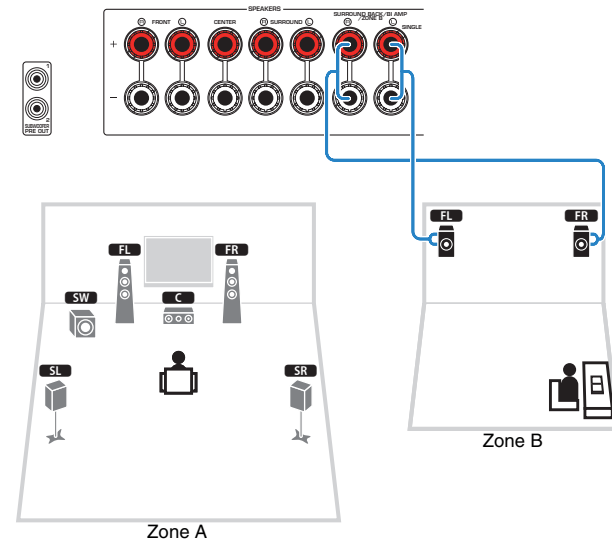 SPEAKERS
R FRONT L
CENTER
R SURROUND L
SURROUND BACK/BI AMP
/ZONE B
R L
SINGLE
+
–
1
2
SUBWOOFER
PRE OUT
FL FR
FL FR
SW C
SL SR
Zone B
Zone A